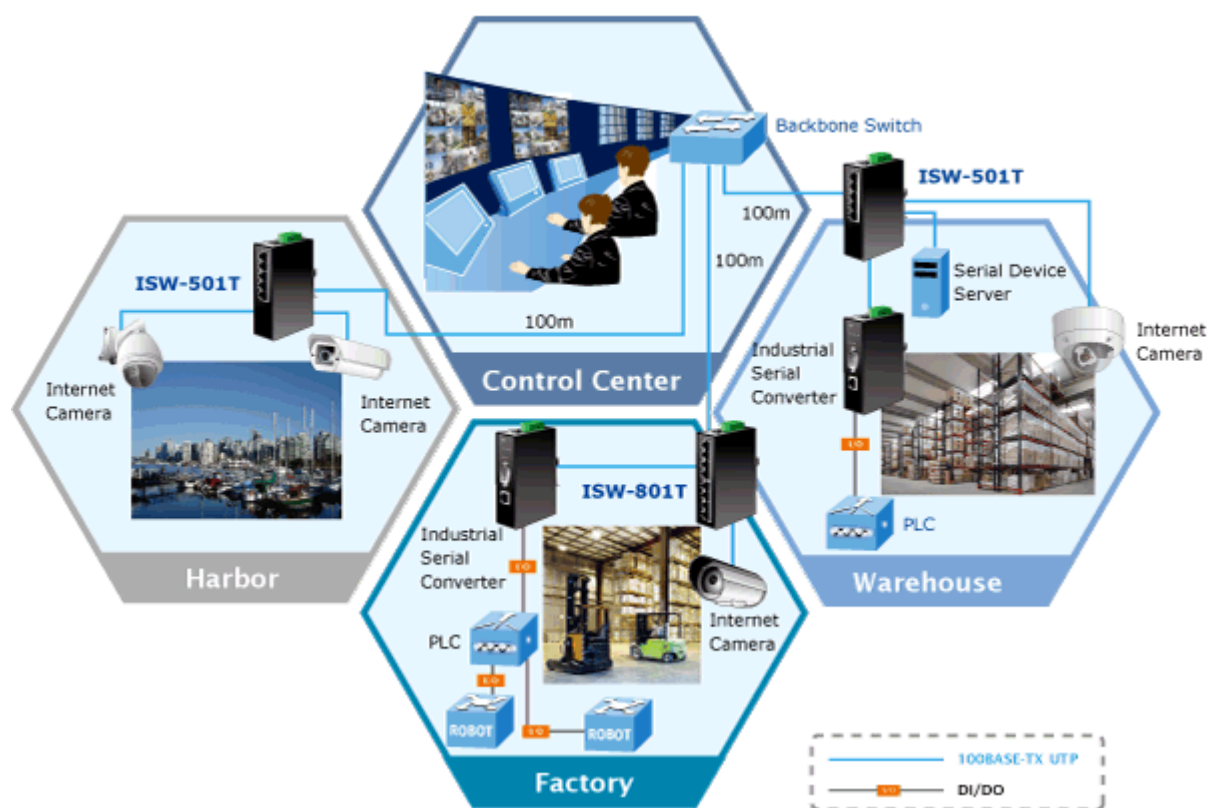 Backbone Switch
ISW-501T
100m
100m
Serial Device
Server
Internet
Camera
Industrial
Serial
Converter
I/O
PLC
Warehouse
ISW-501T
100m
Internet
Camera
Internet
Camera
Harbor
Control Center
ISW-801T
Industrial
Serial
Converter
I/O
PLC
I/O
ROBOT
I/O
ROBOT
Internet
Camera
Factory
100BASE-TX UTP
I/O
DI/DO